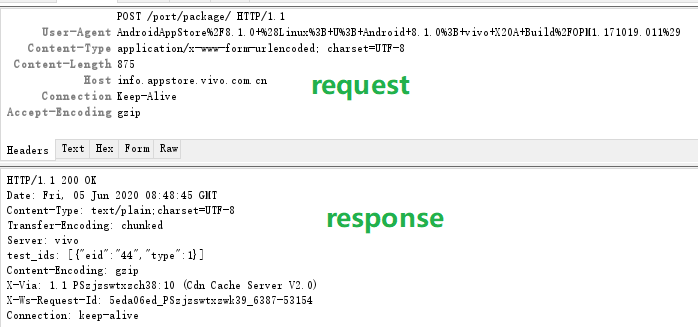 POST /port/package/ HTTP/1.1
User-Agent AndroidAppStore%2F8.1.0+%28Linux%3B+U%3B+Android+8.1.0%3B+vivo+X20A+Build%2FOPM1.171019.011%29
Content-Type application/x-www-form-urlencoded; charset=UTF-8
Content-Length 875
Host info.appstore.vivo.com.cn
Connection Keep-Alive
Accept-Encoding gzip
request
Headers Text Hex Form Raw
HTTP/1.1 200 OK
Date: Fri, 05 Jun 2020 08:48:45 GMT
Content-Type: text/plain;charset=UTF-8
Transfer-Encoding: chunked
Server: vivo
test_ids: [{"eid":"44","type":1}]
Content-Encoding: gzip
X-Via: 1.1 PSzjzswtxzch38:10 (Cdn Cache Server V2.0)
X-Ws-Request-Id: 5eda06ed_PSzjzswtxzwk39_6387-53154
Connection: keep-alive
response